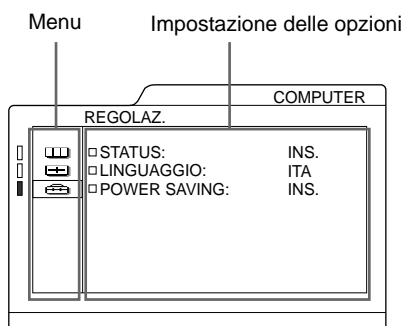 Menu Impostazione delle opzioni
COMPUTER
REGOLAZ.
STATUS: INS.
LINGUAGGIO: ITA
POWER SAVING: INS.